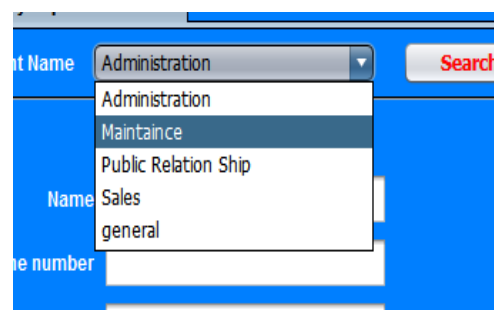 nt Name Administration Search
Administration
Maintaince
Public Relation Ship
Name Sales
general
ne number